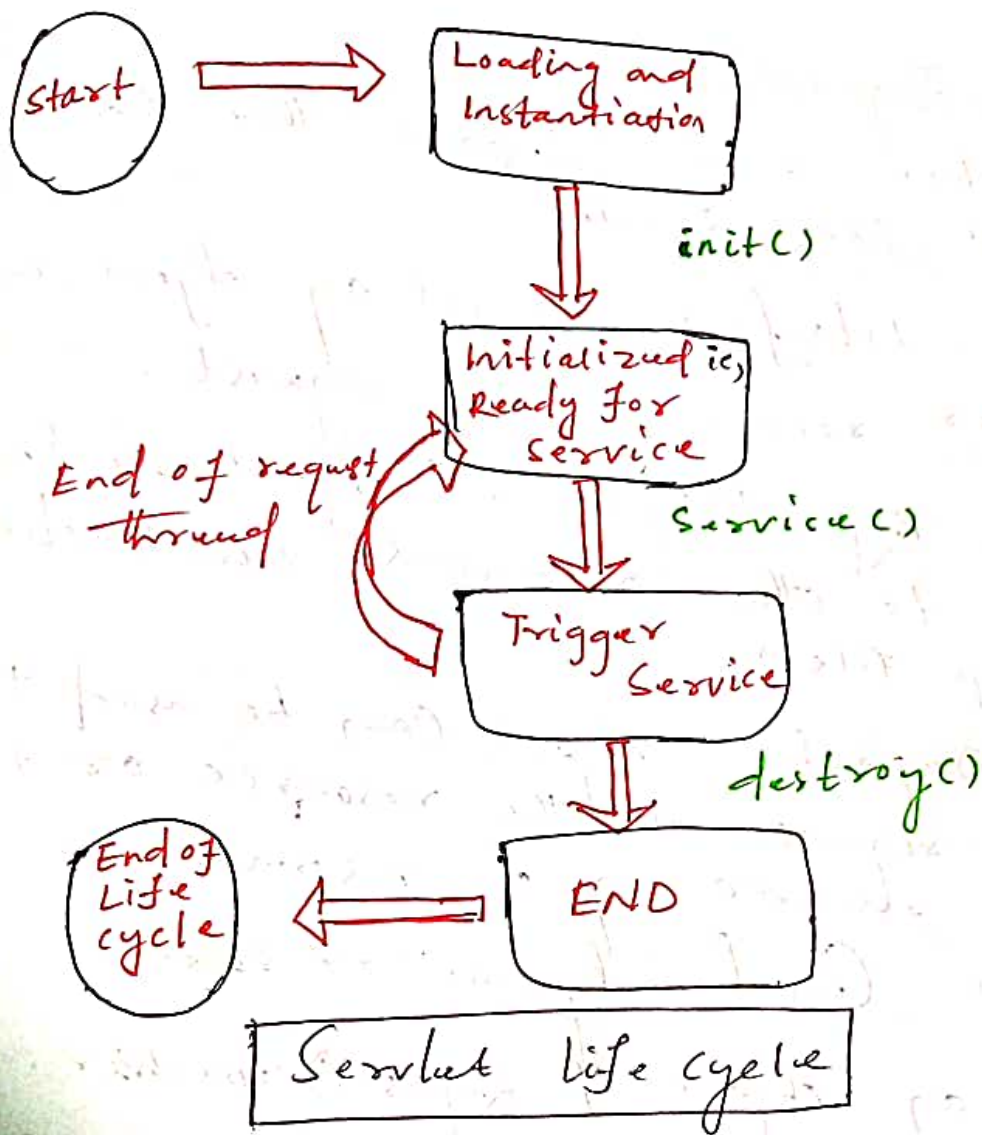 Start
Loading and
Instantiation
init()
Initialized ie,
Ready for
Service
End of request
thread
Service()
Trigger
Service
destroy()
End of
Life
cycle
END
Servlet Life cycle